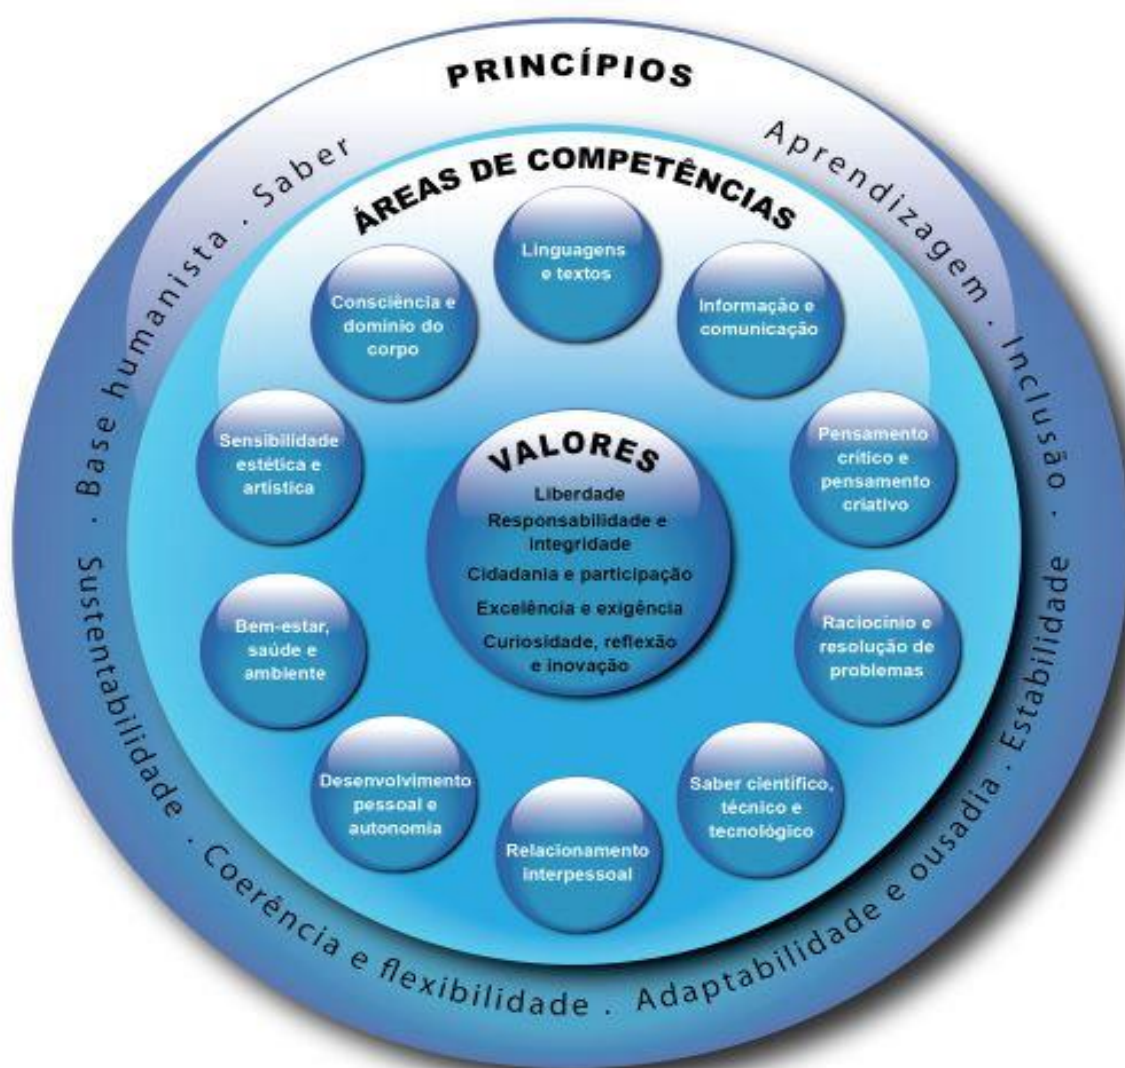 PRINCÍPIOS
Base humanista . Saber
Aprendizagem . Inclusão .
Estabilidade
Adaptabilidade e ousadia .
Coerência e flexibilidade .
Sustentabilidade .
.
ÁREAS DE COMPETÊNCIAS
Linguagens
e textos
Informação e
comunicação
Pensamento
crítico e
pensamento
criativo
Raciocínio e
resolução de
problemas
Saber científico,
técnico e
tecnológico
Relacionamento
interpessoal
Desenvolvimento
pessoal e
autonomia
Bem-estar,
saúde e
ambiente
Sensibilidade
estética e
artística
Consciência e
domínio do
corpo
VALORES
Liberdade
Responsabilidade e
integridade
Cidadania e participação
Excelência e exigência
Curiosidade, reflexão
e inovação